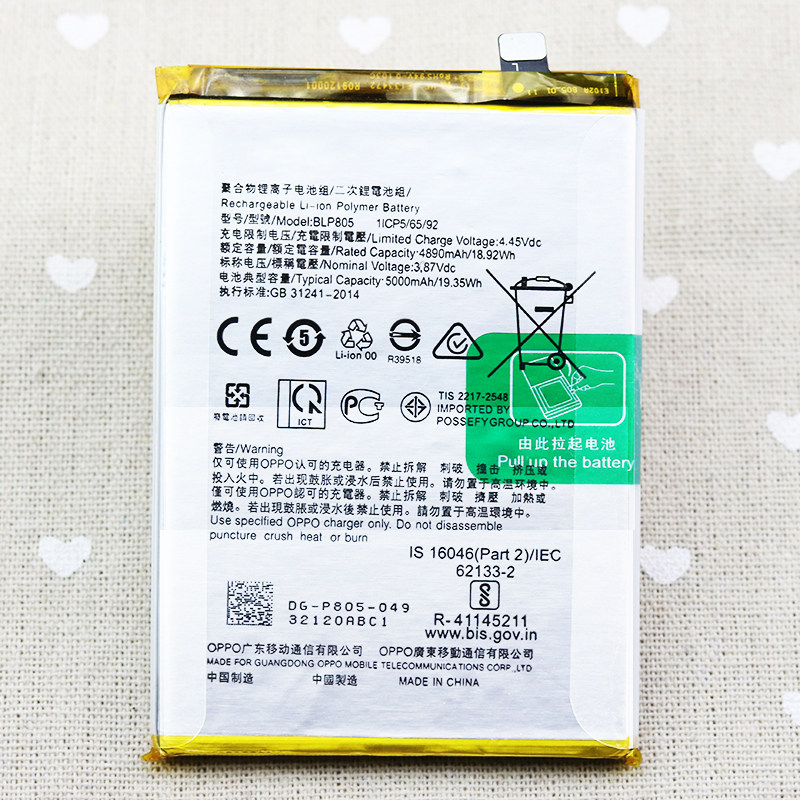 R09120001
聚合物锂离子电池组/二次鋰電池組/
Rechargeable Li-ion Polymer Battery
型号/型號/Model:BLP805 1ICP5/65/92
充电限制电压/充電限制電壓/Limited Charge Voltage:4.45Vdc
额定容量/額定容量/Rated Capacity:4890mAh/18.92Wh
标称电压/標稱電壓/Nominal Voltage:3.87Vdc
电池典型容量/Typical Capacity:5000mAh/19.35Wh
执行标准:GB 31241-2014
CE 5 Li-ion 00 R39518
廢電池請回收 ICT
TIS 2217-2548
IMPORTED BY
POSSEFYGROUP CO.,LTD
由此拉起电池
Pull up the battery
警告/Warning
仅可使用OPPO认可的充电器。禁止拆解 刺破 撞击 挤压或
投入火中。若出现鼓胀或浸水后禁止使用。请勿置于高温环境中。
僅可使用OPPO認可的充電器。禁止拆解 刺破 擠壓 加熱或
燃燒。若出現鼓脹或浸水後禁止使用。請勿置于高溫環境中。
Use specified OPPO charger only. Do not disassemble
puncture crush heat or burn
IS 16046(Part 2)/IEC
62133-2
R-41145211
www.bis.gov.in
DG-P805-049
32120ABC1
OPPO广东移动通信有限公司 OPPO廣東移動通信有限公司
MADE FOR GUANGDONG OPPO MOBILE TELECOMMUNICATIONS CORP.,LTD
中国制造 中國製造 MADE IN CHINA